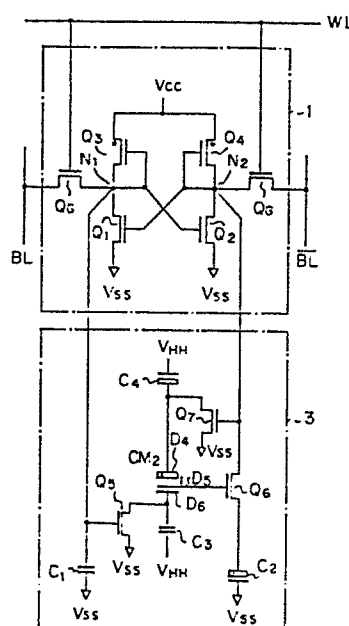 WL
Vcc
Q3 Q4
1
N1 N2
QG QG
Q1 Q2
BL BL
Vss Vss
VHH
C4
3
Q7
D4 Vss
CM2
D5
Q5 D6 Q6
C1 Vss C3 C2
Vss VHH Vss